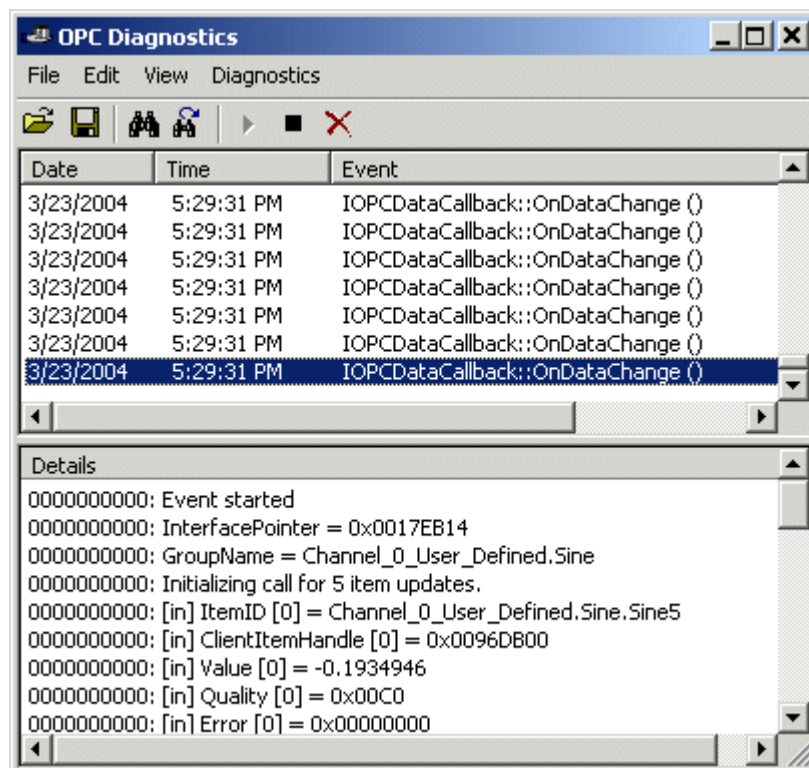 OPC Diagnostics
File Edit View Diagnostics
Date Time Event
3/23/2004 5:29:31 PM IOPCDataCallback::OnDataChange ()
3/23/2004 5:29:31 PM IOPCDataCallback::OnDataChange ()
3/23/2004 5:29:31 PM IOPCDataCallback::OnDataChange ()
3/23/2004 5:29:31 PM IOPCDataCallback::OnDataChange ()
3/23/2004 5:29:31 PM IOPCDataCallback::OnDataChange ()
3/23/2004 5:29:31 PM IOPCDataCallback::OnDataChange ()
3/23/2004 5:29:31 PM IOPCDataCallback::OnDataChange ()
Details
0000000000: Event started
0000000000: InterfacePointer = 0x0017EB14
0000000000: GroupName = Channel_0_User_Defined.Sine
0000000000: Initializing call for 5 item updates.
0000000000: [in] ItemID [0] = Channel_0_User_Defined.Sine.Sine5
0000000000: [in] ClientItemHandle [0] = 0x0096DB00
0000000000: [in] Value [0] = -0.1934946
0000000000: [in] Quality [0] = 0x00C0
0000000000: [in] Error [0] = 0x00000000